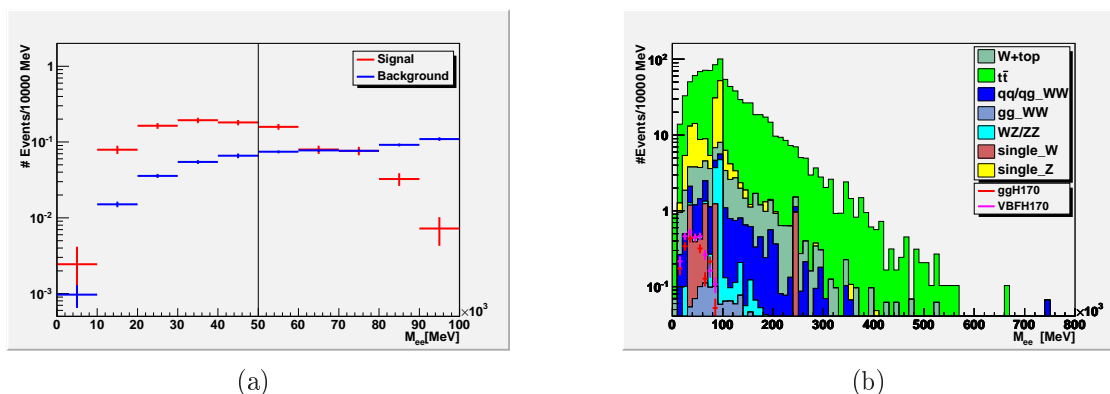 # Events/10000 MeV
1
10⁻¹
10⁻²
10⁻³
Signal
Background
0 10 20 30 40 50 60 70 80 90 100
×10³
M_ee[MeV]
(a)
#Events/10000 MeV
10²
10
1
10⁻¹
W+top
tt̄
qq/qg_WW
gg_WW
WZ/ZZ
single_W
single_Z
ggH170
VBFH170
0 100 200 300 400 500 600 700 800
×10³
M_ee [MeV]
(b)